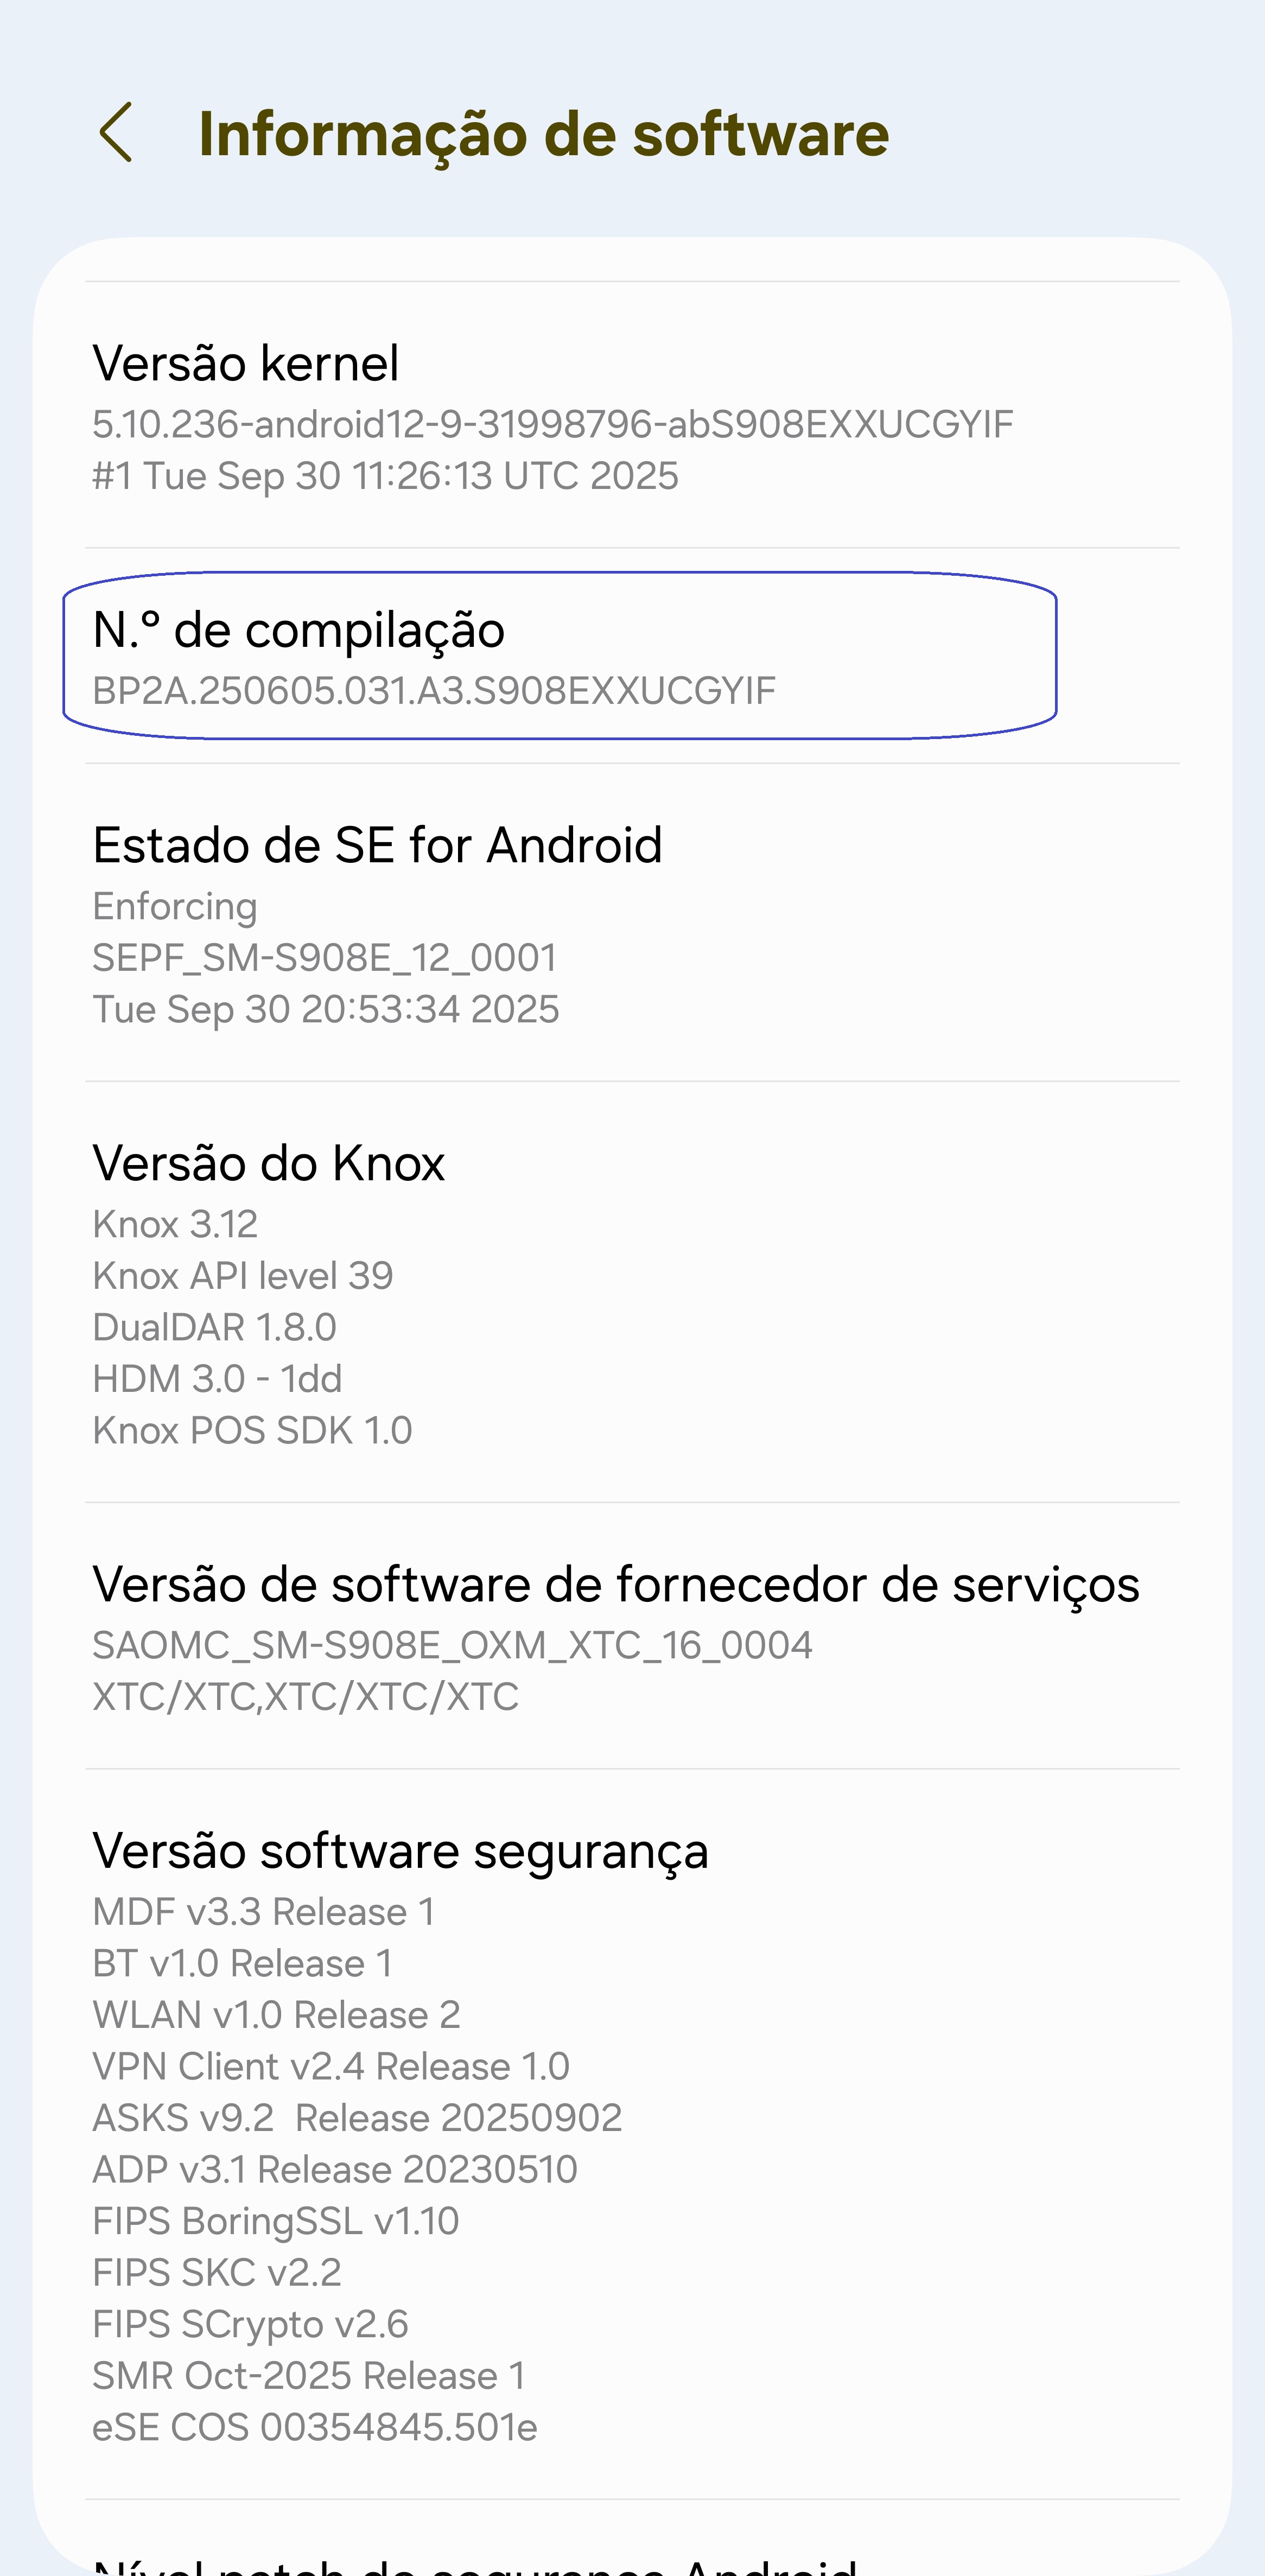 Informação de software
Versão kernel
5.10.236-android12-9-31998796-abS908EXXUCGYIF
#1 Tue Sep 30 11:26:13 UTC 2025
N.º de compilação
BP2A.250605.031.A3.S908EXXUCGYIF
Estado de SE for Android
Enforcing
SEPF_SM-S908E_12_0001
Tue Sep 30 20:53:34 2025
Versão do Knox
Knox 3.12
Knox API level 39
DualDAR 1.8.0
HDM 3.0 - 1dd
Knox POS SDK 1.0
Versão de software de fornecedor de serviços
SAOMC_SM-S908E_OXM_XTC_16_0004
XTC/XTC,XTC/XTC/XTC
Versão software segurança
MDF v3.3 Release 1
BT v1.0 Release 1
WLAN v1.0 Release 2
VPN Client v2.4 Release 1.0
ASKS v9.2  Release 20250902
ADP v3.1 Release 20230510
FIPS BoringSSL v1.10
FIPS SKC v2.2
FIPS SCrypto v2.6
SMR Oct-2025 Release 1
eSE COS 00354845.501e
Nível patch de segurança Android